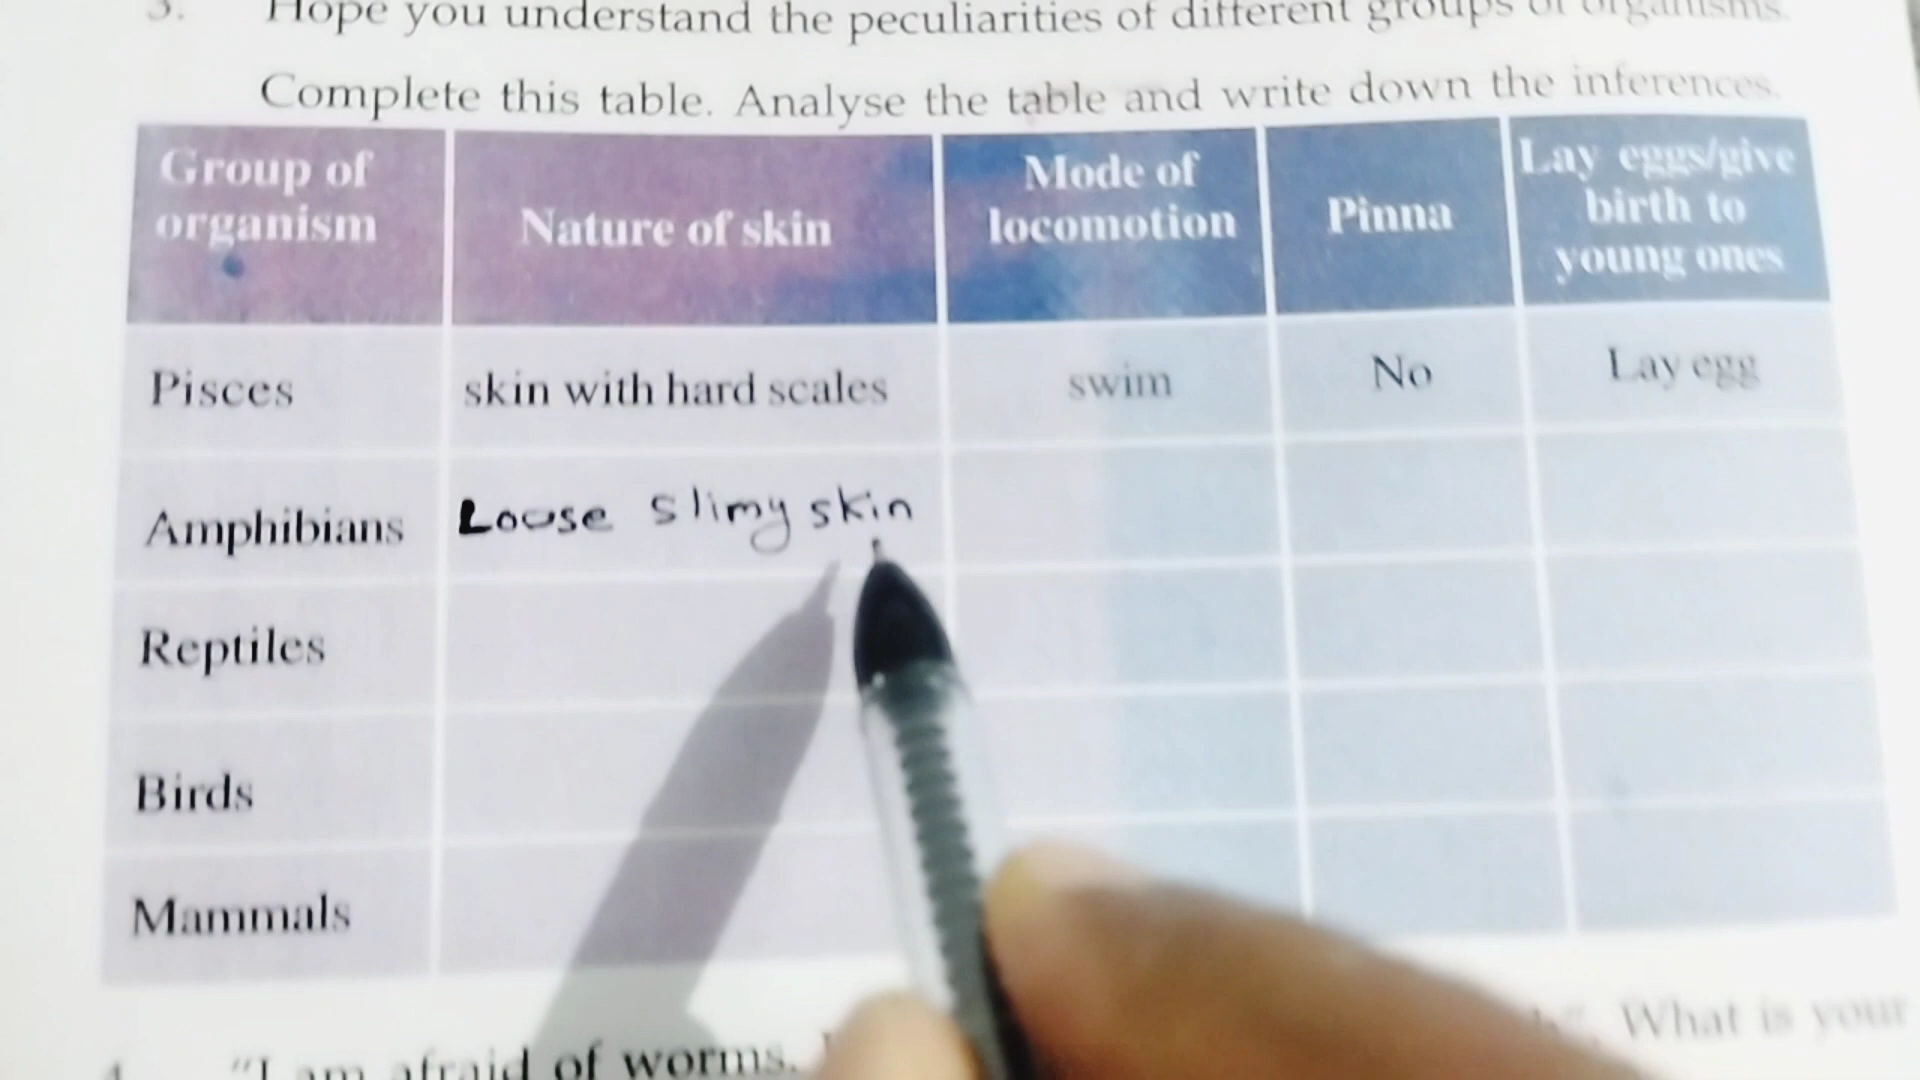 3. Hope you understand the peculiarities of different groups of organisms.
Complete this table. Analyse the table and write down the inferences.
Group of organism
Nature of skin
Mode of locomotion
Pinna
Lay eggs/give birth to young ones
Pisces
skin with hard scales
swim
No
Lay egg
Amphibians
Loose slimy skin
Reptiles
Birds
Mammals
What is your
4. "I am afraid of worms.